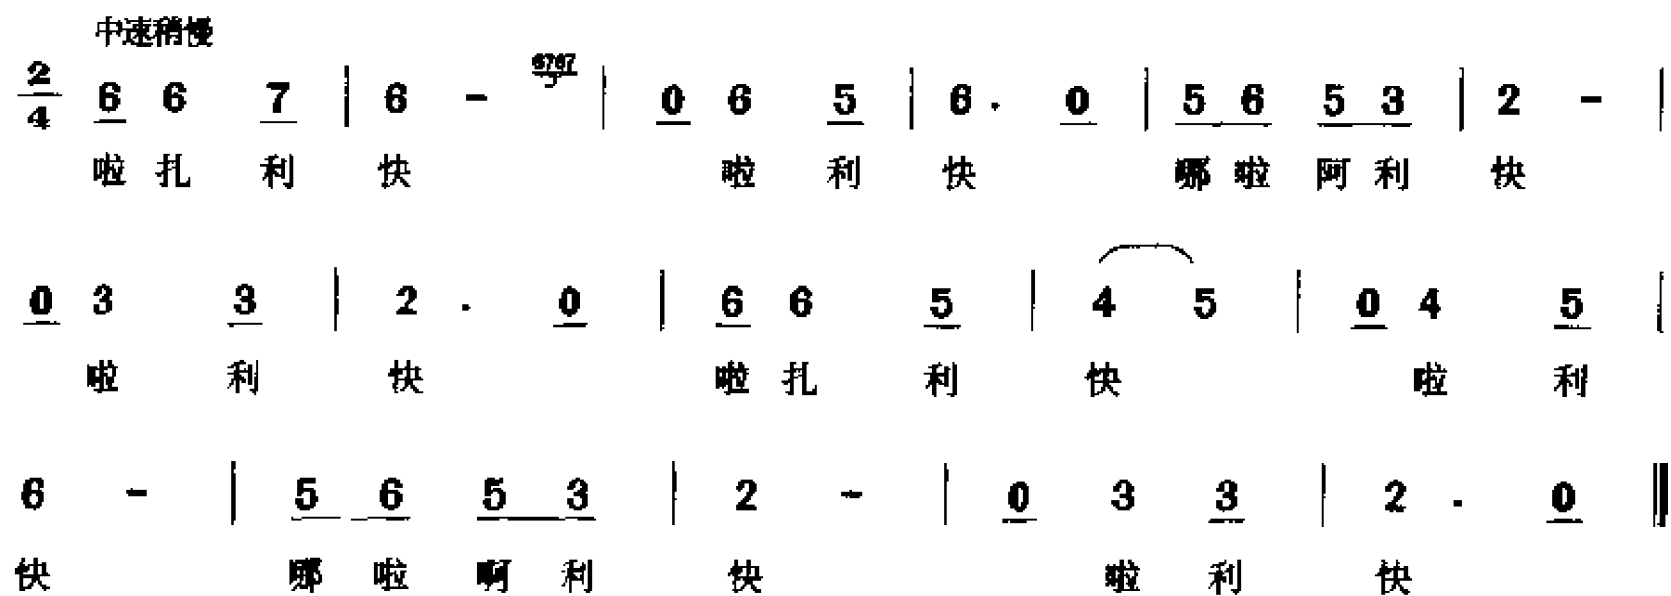 中速稍慢
2/4 6 6 7 | 6 - 6767 | 0 6 5 | 6 . 0 | 5 6 5 3 | 2 - |
啦 扎 利 快 啦 利 快 哪 啦 阿 利 快
0 3 3 | 2 . 0 | 6 6 5 | 4 5 | 0 4 5 |
啦 利 快 啦 扎 利 快 啦 利
6 - | 5 6 5 3 | 2 - | 0 3 3 | 2 . 0 ‖
快 哪 啦 啊 利 快 啦 利 快